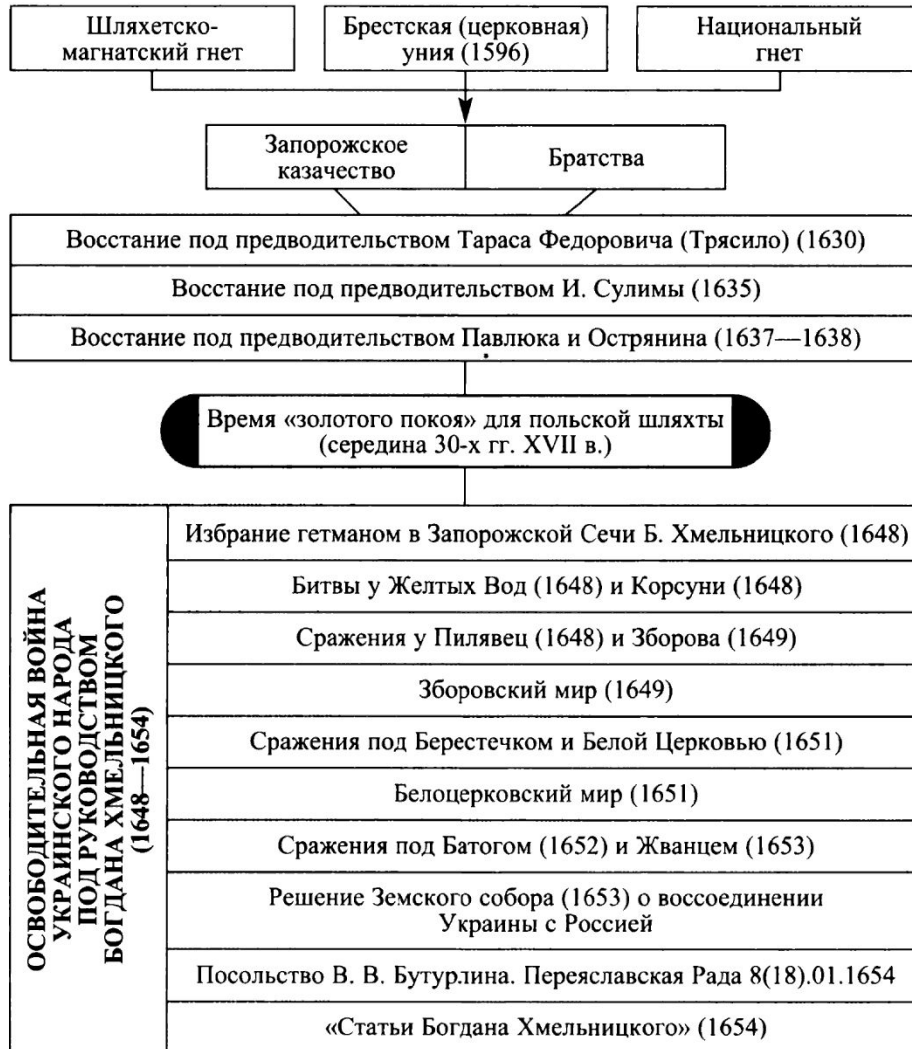 Шляхетско-
магнатский гнет
Брестская (церковная)
уния (1596)
Национальный
гнет
Запорожское
казачество
Братства
Восстание под предводительством Тараса Федоровича (Трясило) (1630)
Восстание под предводительством И. Сулимы (1635)
Восстание под предводительством Павлюка и Острянина (1637—1638)
Время «золотого покоя» для польской шляхты
(середина 30-х гг. XVII в.)
ОСВОБОДИТЕЛЬНАЯ ВОЙНА
УКРАИНСКОГО НАРОДА
ПОД РУКОВОДСТВОМ
БОГДАНА ХМЕЛЬНИЦКОГО
(1648—1654)
Избрание гетманом в Запорожской Сечи Б. Хмельницкого (1648)
Битвы у Желтых Вод (1648) и Корсуни (1648)
Сражения у Пилявец (1648) и Зборова (1649)
Зборовский мир (1649)
Сражения под Берестечком и Белой Церковью (1651)
Белоцерковский мир (1651)
Сражения под Батогом (1652) и Жванцем (1653)
Решение Земского собора (1653) о воссоединении
Украины с Россией
Посольство В. В. Бутурлина. Переяславская Рада 8(18).01.1654
«Статьи Богдана Хмельницкого» (1654)